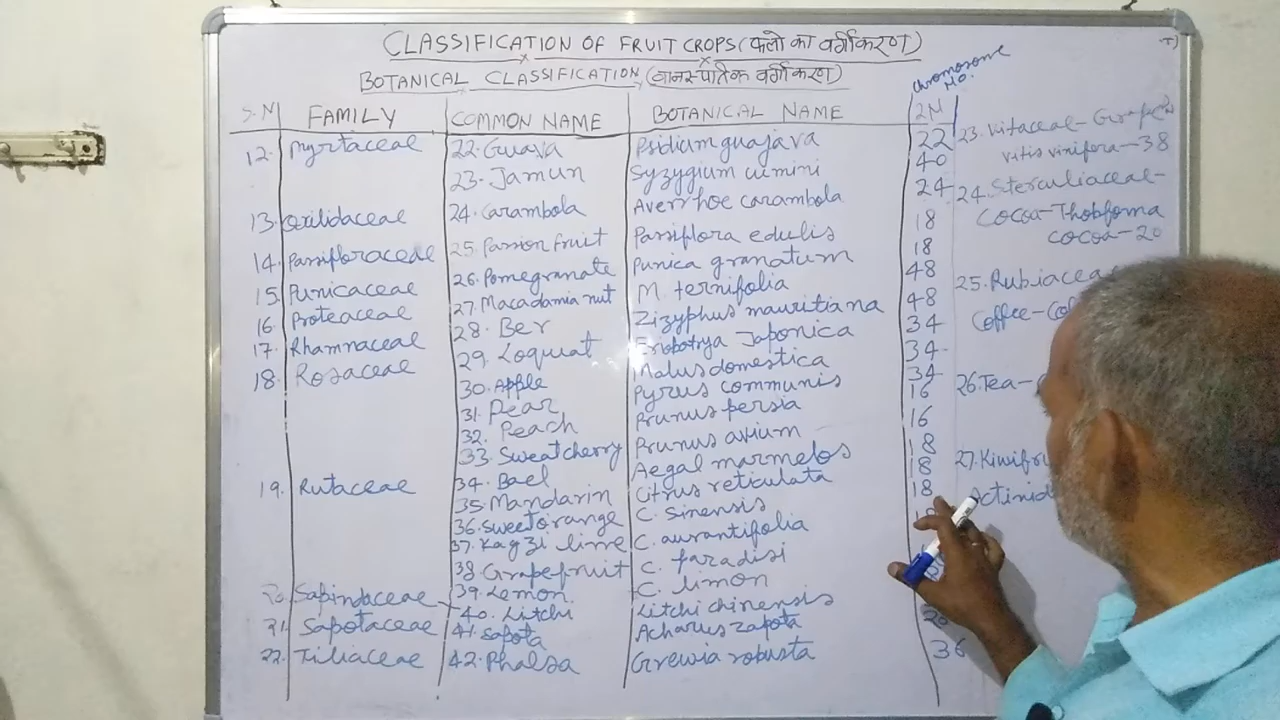 CLASSIFICATION OF FRUIT CROPS (फलो का वर्गीकरण)
BOTANICAL CLASSIFICATION (वानस्पातिक वर्गीकरण)
S.N FAMILY COMMON NAME BOTANICAL NAME 2N
Chromosome No.
12. Myrtaceae 22. Guava Psidium guajava 22
23. Jamun Syzygium cumini 40
13. Oxilidaceae 24. Carambola Averrhoe carambola 24
14. Passifloraceae 25. Passion fruit Passiflora edulis 18
15. Punicaceae 26. Pomegranate Punica granatum 18
16. Proteaceae 27. Macadamia nut M. ternifolia 48
17. Rhamnaceae 28. Ber Zizyphus mauritiana 48
18. Rosaceae 29. Loquat Eriobotrya Japonica 34
30. Apple Malus domestica 34
31. Pear Pyrus communis 34
32. Peach Prunus persia 16
33. Sweet cherry Prunus avium 16
19. Rutaceae 34. Bael Aegal marmelos 18
35. Mandarin Citrus reticulata 18
36. Sweet orange C. sinensis 18
37. Kagzi lime C. aurantifolia
38 Grapefruit C. paradisi
39. Lemon C. limon
20. Sapindaceae 40. Litchi Litchi chinensis
21. Sapotaceae 41. Sapota Acharus zapota
22. Tiliaceae 42. Phalsa Grewia robusta 36
23. Vitaceae-Grape
Vitis vinifera-38
24. Sterculiaceae-
Cocoa-Thobfoma
Cocoa-20
25. Rubiaceae
Coffee-
26. Tea-
27. Kiwifru
Actinid